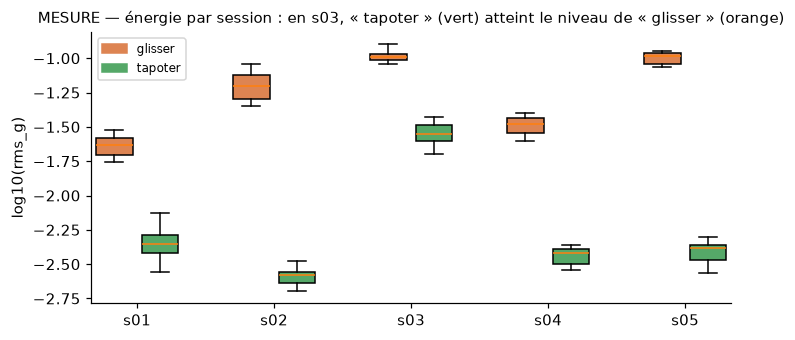 MESURE — énergie par session : en s03, « tapoter » (vert) atteint le niveau de « glisser » (orange)
glisser
tapoter
log10(rms_g)
−1.00
−1.25
−1.50
−1.75
−2.00
−2.25
−2.50
−2.75
s01 s02 s03 s04 s05